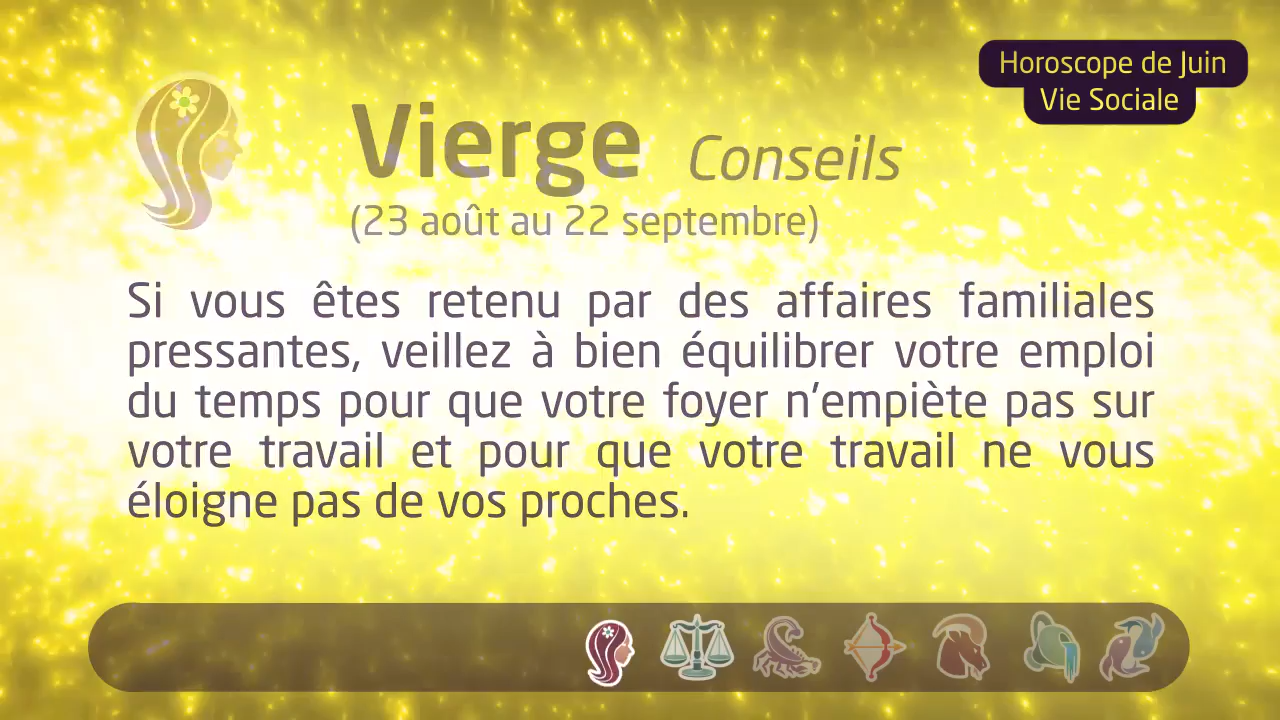 Horoscope de Juin
Vie Sociale
Vierge Conseils
(23 août au 22 septembre)
Si vous êtes retenu par des affaires familiales
pressantes, veillez à bien équilibrer votre emploi
du temps pour que votre foyer n'empiète pas sur
votre travail et pour que votre travail ne vous
éloigne pas de vos proches.